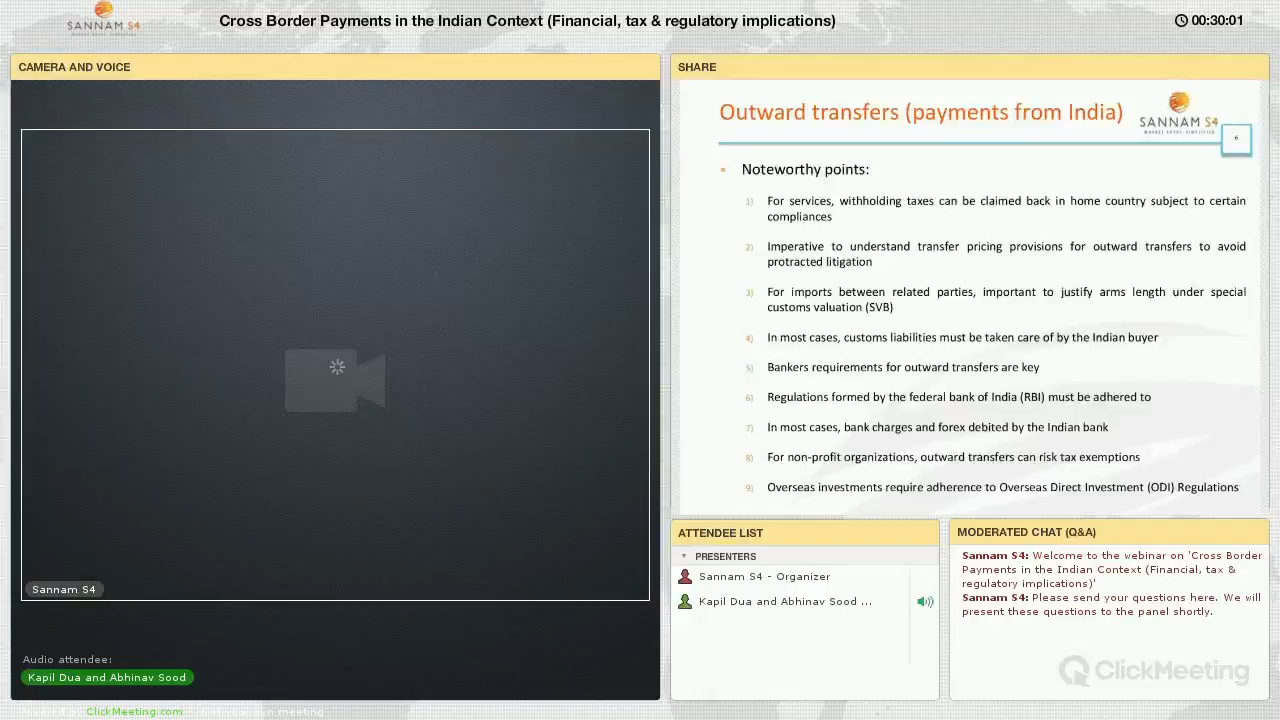 SANNAM S4
Cross Border Payments in the Indian Context (Financial, tax & regulatory implications)
00:30:01
CAMERA AND VOICE
Sannam S4
Audio attendee:
Kapil Dua and Abhinav Sood
ClickMeeting.com
SHARE
Outward transfers (payments from India)
SANNAM S4
MARKET ENTRY. SIMPLIFIED
6
Noteworthy points:
1) For services, withholding taxes can be claimed back in home country subject to certain
compliances
2) Imperative to understand transfer pricing provisions for outward transfers to avoid
protracted litigation
3) For imports between related parties, important to justify arms length under special
customs valuation (SVB)
4) In most cases, customs liabilities must be taken care of by the Indian buyer
5) Bankers requirements for outward transfers are key
6) Regulations formed by the federal bank of India (RBI) must be adhered to
7) In most cases, bank charges and forex debited by the Indian bank
8) For non-profit organizations, outward transfers can risk tax exemptions
9) Overseas investments require adherence to Overseas Direct Investment (ODI) Regulations
ATTENDEE LIST
PRESENTERS
Sannam S4 - Organizer
Kapil Dua and Abhinav Sood ...
MODERATED CHAT (Q&A)
Sannam S4: Welcome to the webinar on 'Cross Border
Payments in the Indian Context (Financial, tax &
regulatory implications)'
Sannam S4: Please send your questions here. We will
present these questions to the panel shortly.
ClickMeeting